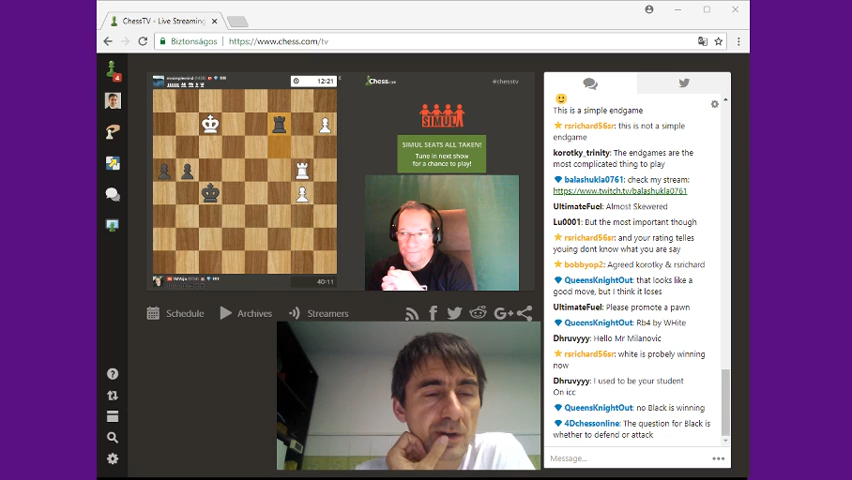 ChessTV - Live Streaming
Biztonságos
https://www.chess.com/tv
4
12:21
Chess.com
#chesstv
SIMUL
SIMUL SEATS ALL TAKEN!
Tune in next show
for a chance to play!
40:11
Schedule
Archives
Streamers
This is a simple endgame
rsrichard56sr: this is not a simple
endgame
korotky_trinity: The endgames are the
most complicated thing to play
balashukla0761: check my stream:
https://www.twitch.tv/balashukla0761
UltimateFuel: Almost Skewered
Lu0001: But the most important though
rsrichard56sr: and your rating telles
youing dont know what you are say
bobbyop2: Agreed korotky & rsrichard
QueensKnightOut: that looks like a
good move, but I think it loses
UltimateFuel: Please promote a pawn
QueensKnightOut: Rb4 by WHite
Dhruvyyy: Hello Mr Milanovic
rsrichard56sr: white is probely winning
now
Dhruvyyy: I used to be your student
On icc
QueensKnightOut: no Black is winning
4Dchessonline: The question for Black is
whether to defend or attack
Message...